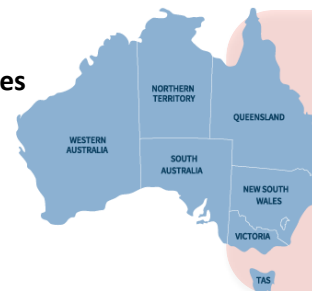 es
NORTHERN
TERRITORY
QUEENSLAND
WESTERN
AUSTRALIA
SOUTH
AUSTRALIA
NEW SOUTH
WALES
VICTORIA
TAS